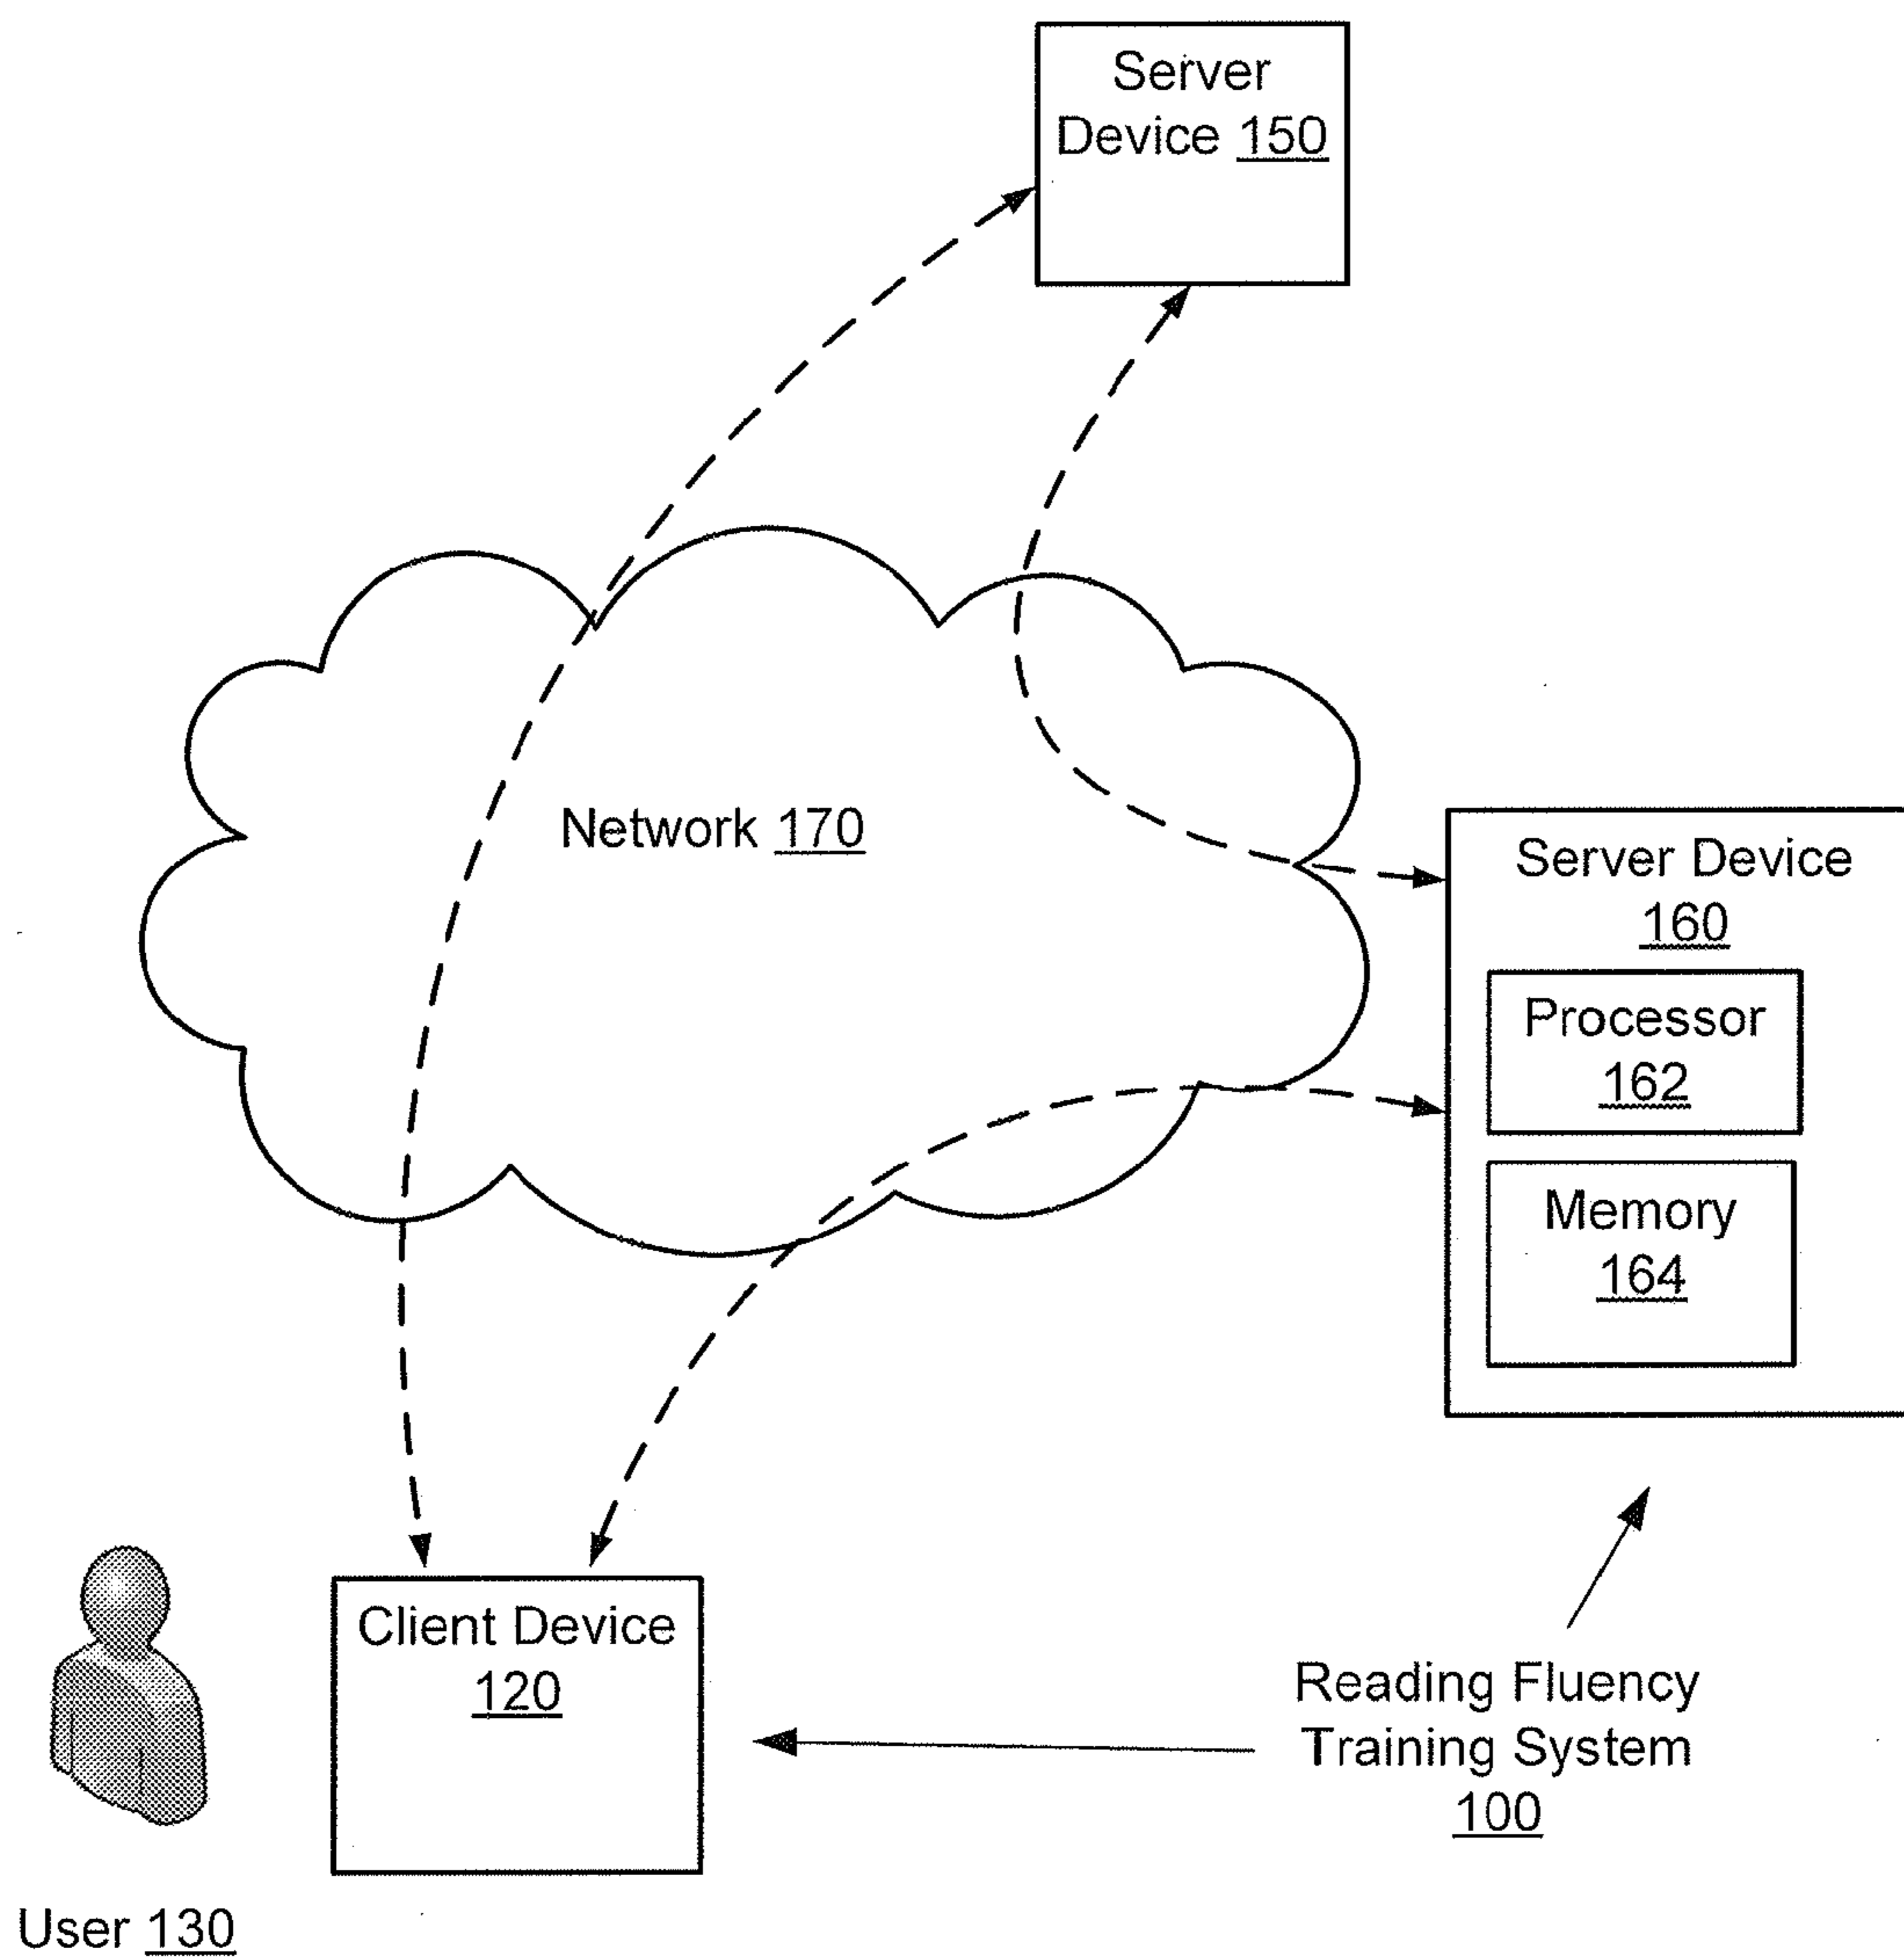 Server
Device 150
Network 170
Server Device
160
Processor
162
Memory
164
Client Device
120
Reading Fluency
Training System
100
User 130